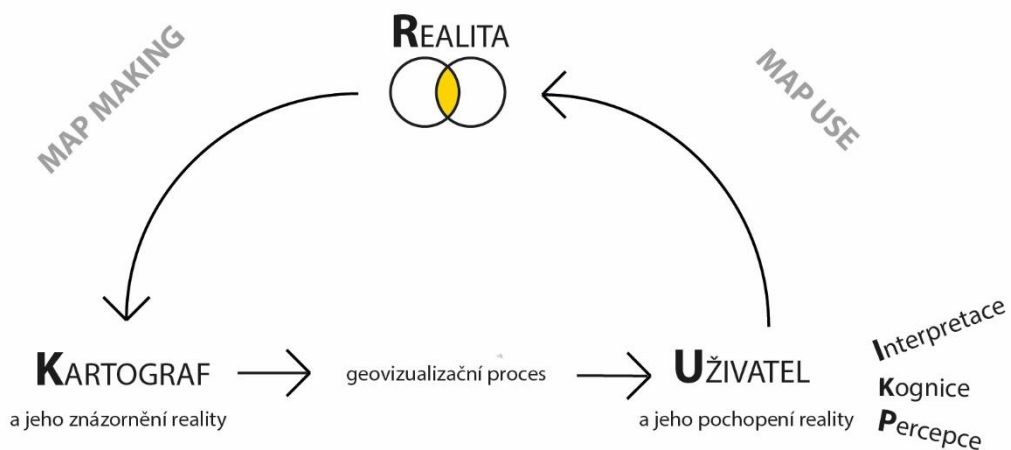 MAP MAKING
REALITA
MAP USE
KARTOGRAF
a jeho znázornění reality
geovizualizační proces
UŽIVATEL
a jeho pochopení reality
Interpretace
Kognice
Percepce